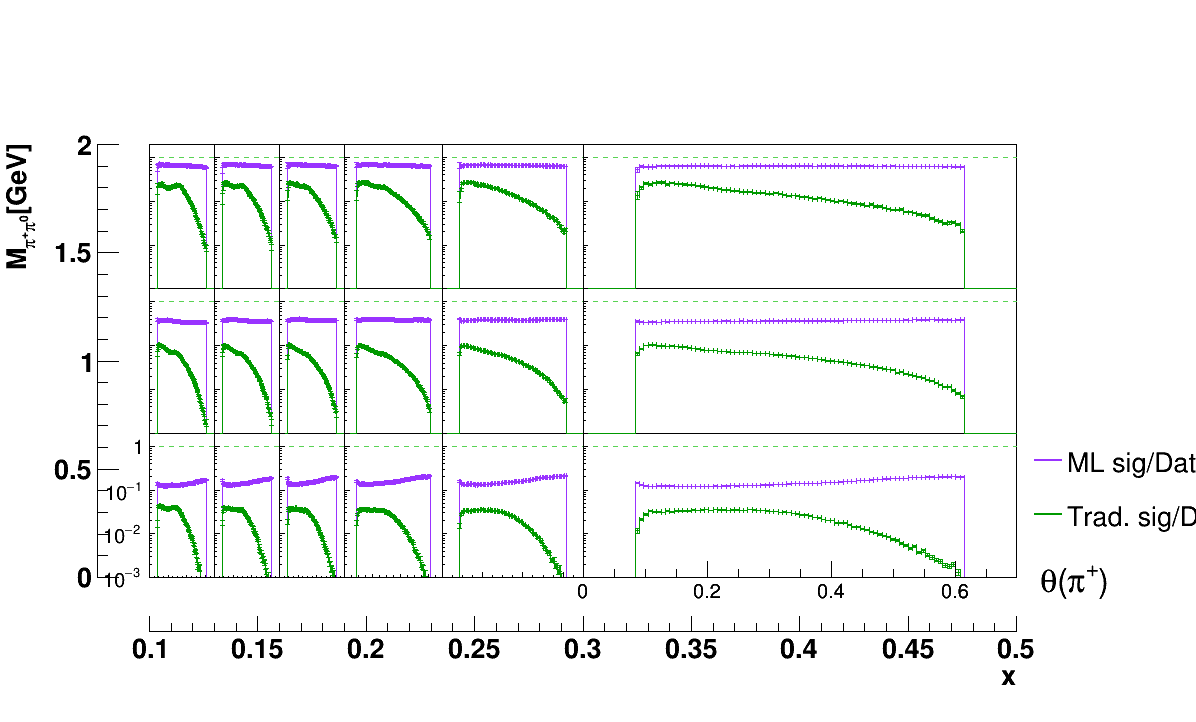 M_{π⁺π⁰}[GeV]
2
1.5
1
0.5
0
1
10⁻¹
10⁻²
10⁻³
ML sig/Dat
Trad. sig/D
0 0.2 0.4 0.6
θ(π⁺)
0.1 0.15 0.2 0.25 0.3 0.35 0.4 0.45 0.5
x